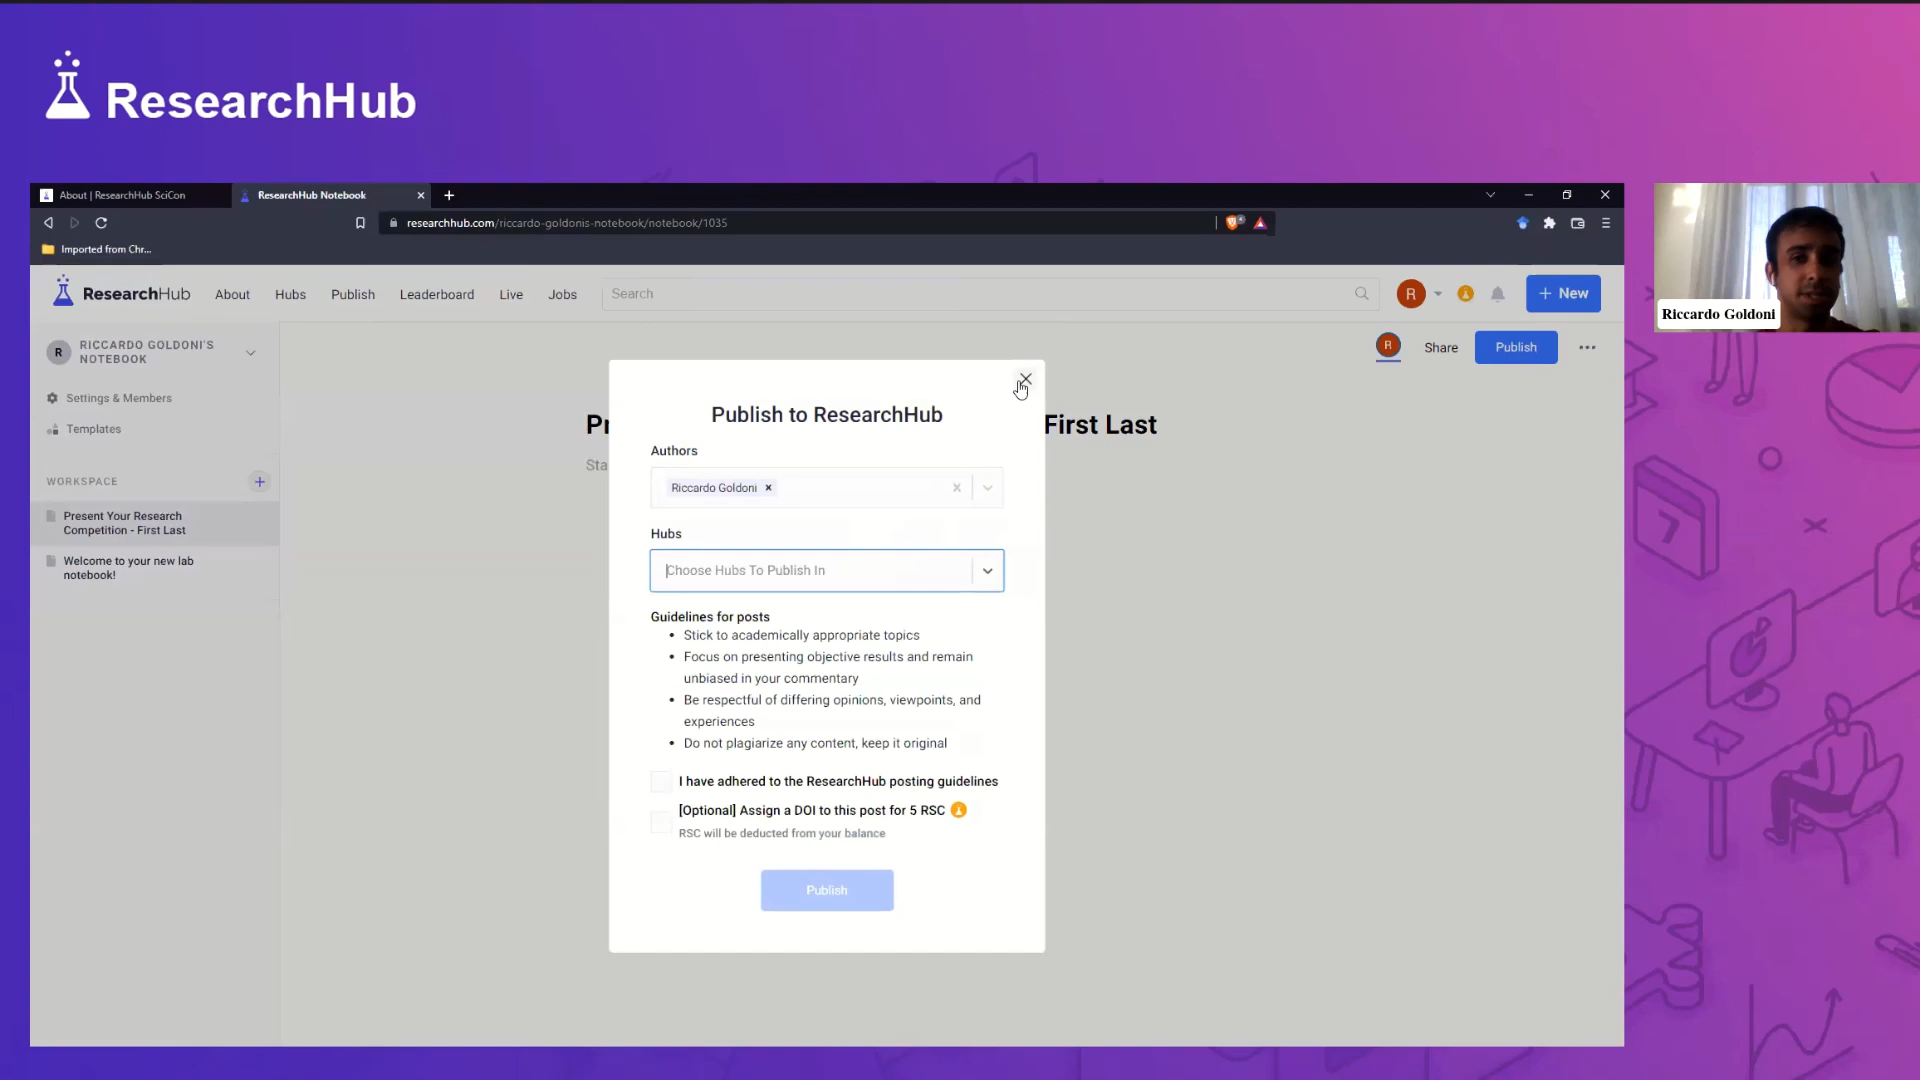 ResearchHub
About | ResearchHub SciCon
ResearchHub Notebook
researchhub.com/riccardo-goldonis-notebook/notebook/1035
Imported from Chr...
ResearchHub
About
Hubs
Publish
Leaderboard
Live
Jobs
Search
R
New
Riccardo Goldoni
R
RICCARDO GOLDONI'S
NOTEBOOK
R
Share
Publish
Settings & Members
Templates
WORKSPACE
Present Your Research
Competition - First Last
Welcome to your new lab
notebook!
First Last
Publish to ResearchHub
Authors
Riccardo Goldoni
Hubs
Choose Hubs To Publish In
Guidelines for posts
Stick to academically appropriate topics
Focus on presenting objective results and remain
unbiased in your commentary
Be respectful of differing opinions, viewpoints, and
experiences
Do not plagiarize any content, keep it original
I have adhered to the ResearchHub posting guidelines
[Optional] Assign a DOI to this post for 5 RSC
RSC will be deducted from your balance
Publish
7